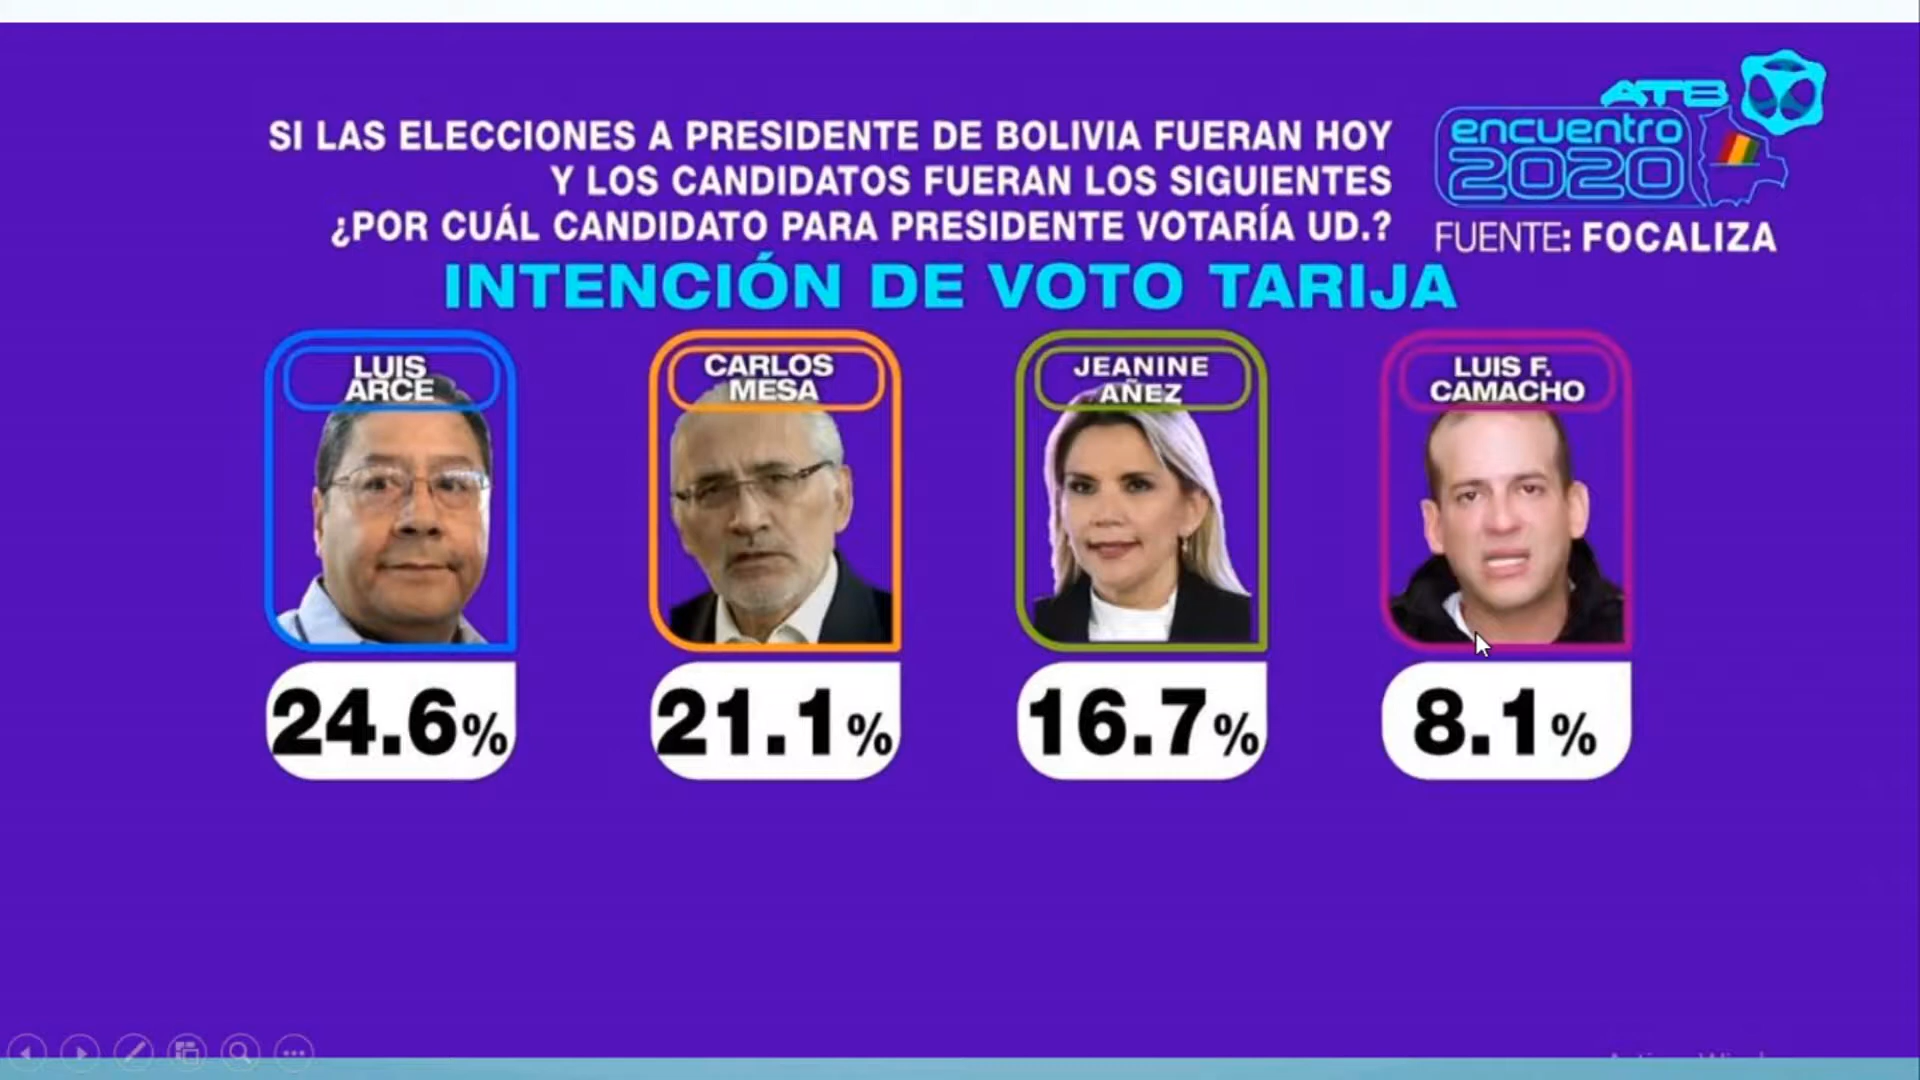 SI LAS ELECCIONES A PRESIDENTE DE BOLIVIA FUERAN HOY
Y LOS CANDIDATOS FUERAN LOS SIGUIENTES
¿POR CUÁL CANDIDATO PARA PRESIDENTE VOTARÍA UD.?
ATB
encuentro
2020
FUENTE: FOCALIZA
INTENCIÓN DE VOTO TARIJA
LUIS
ARCE
CARLOS
MESA
JEANINE
AÑEZ
LUIS F.
CAMACHO
24.6%
21.1%
16.7%
8.1%